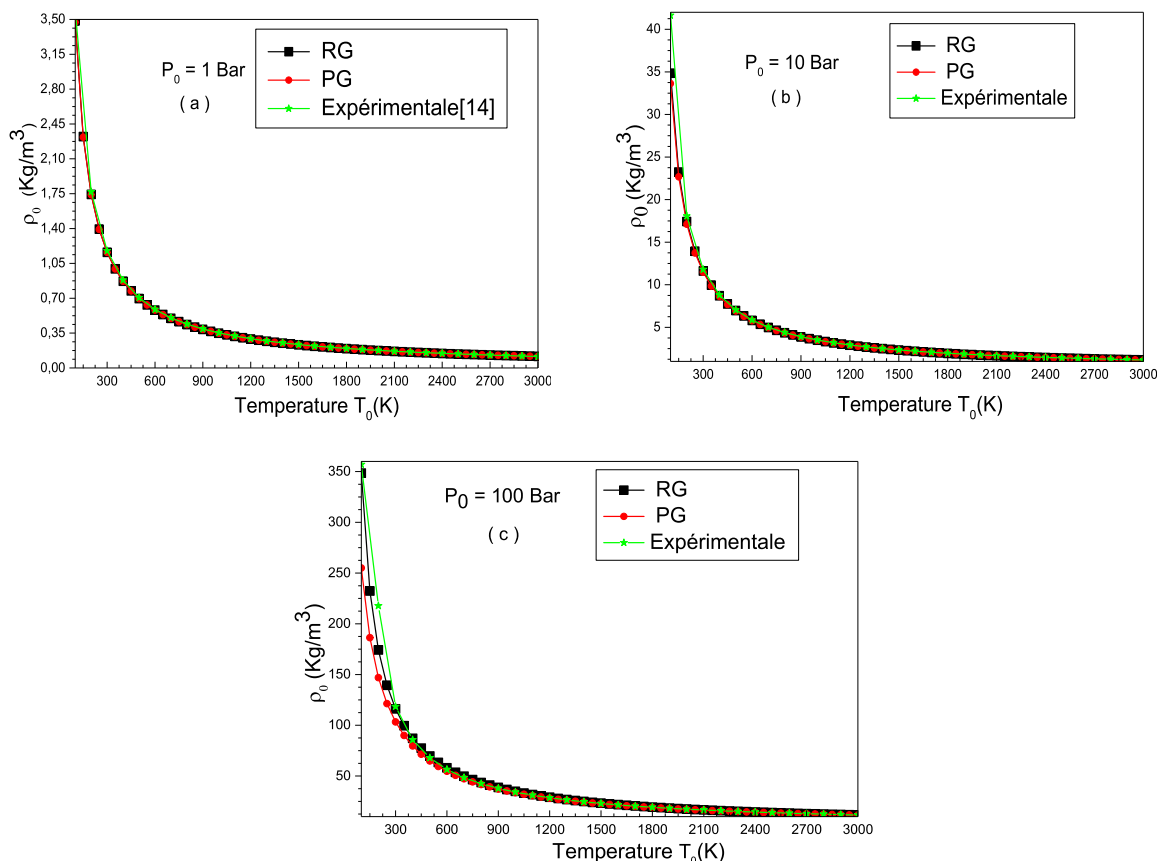 3,50
3,15
2,80
2,45
2,10
1,75
1,40
1,05
0,70
0,35
0,00
ρ₀ (Kg/m³)
P₀ = 1 Bar
( a )
RG
PG
Expérimentale[14]
300 600 900 1200 1500 1800 2100 2400 2700 3000
Temperature T₀(K)
40
35
30
25
20
15
10
5
ρ0 (Kg/m³)
P₀ = 10 Bar
( b )
RG
PG
Expérimentale
300 600 900 1200 1500 1800 2100 2400 2700 3000
Temperature T₀(K)
350
300
250
200
150
100
50
ρ₀ (Kg/m³)
P0 = 100 Bar
( c )
RG
PG
Expérimentale
300 600 900 1200 1500 1800 2100 2400 2700 3000
Temperature T₀(K)